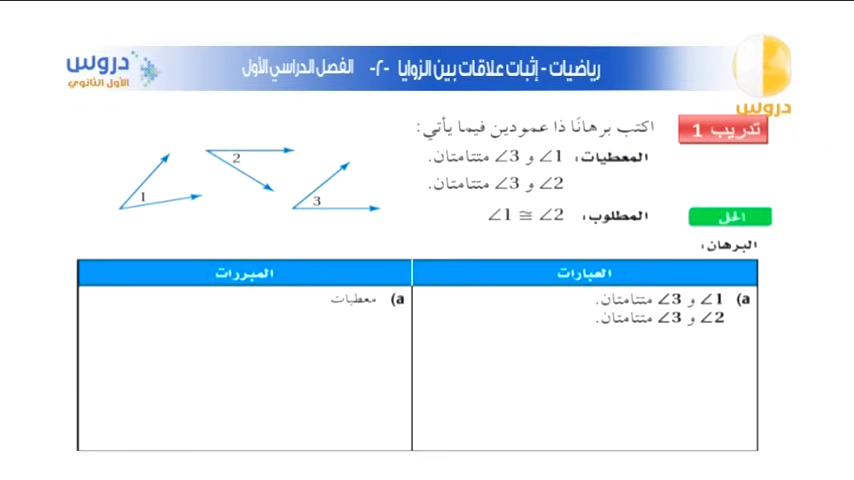 دروس
الأول الثانوي
رياضيات - إثبات علاقات بين الزوايا -٢- الفصل الدراسي الأول
دروس
تدريب 1
اكتب برهانًا ذا عمودين فيما يأتي:
المعطيات: ∠1 و ∠3 متتامتان.
∠2 و ∠3 متتامتان.
1
2
3
الحل
المطلوب: ∠1 ≅ ∠2
البرهان:
العبارات
المبررات
a) ∠1 و ∠3 متتامتان.
∠2 و ∠3 متتامتان.
a) معطيات